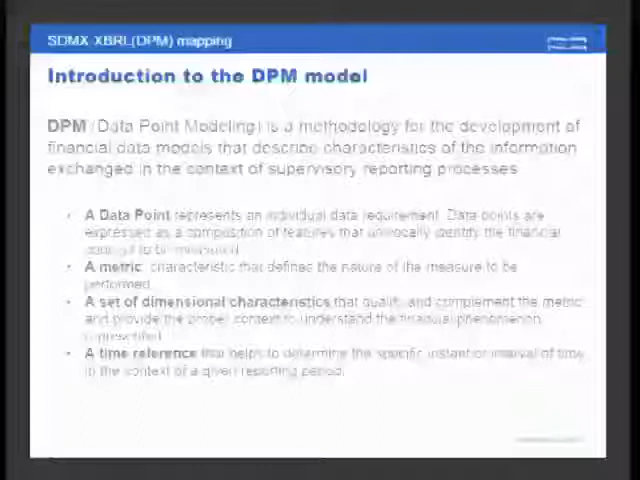 SDMX XBRL(DPM) mapping
Introduction to the DPM model
DPM (Data Point Modeling) is a methodology for the development of
financial data models that describe characteristics of the information
exchanged in the context of supervisory reporting processes
• A Data Point represents an individual data requirement. Data points are
expressed as a composition of features that univocally identify the financial
concept to be measured.
• A metric, characteristic that defines the nature of the measure to be
performed.
• A set of dimensional characteristics that qualify and complement the metric
and provide the proper context to understand the financial phenomenon
represented.
• A time reference that helps to determine the specific instant or interval of time
in the context of a given reporting period.